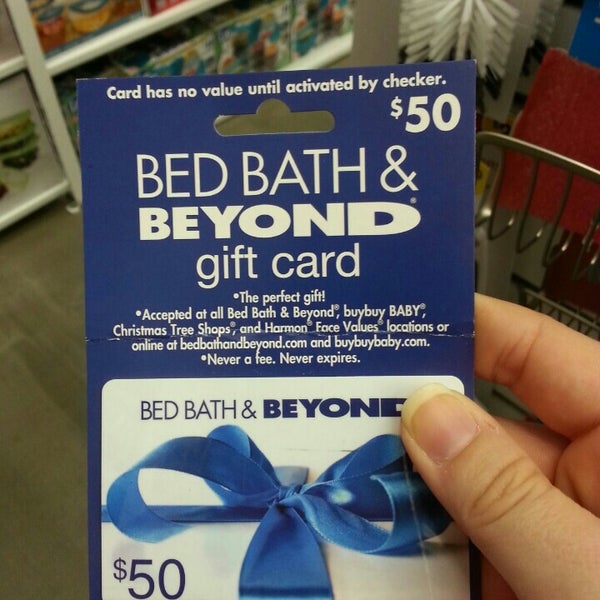 Card has no value until activated by checker.
$50
BED BATH &
BEYOND®
gift card
•The perfect gift!
•Accepted at all Bed Bath & Beyond®, buybuy BABY®,
Christmas Tree Shops®, and Harmon® Face Values® locations or
online at bedbathandbeyond.com and buybuybaby.com.
•Never a fee. Never expires.
BED BATH & BEYOND
$50